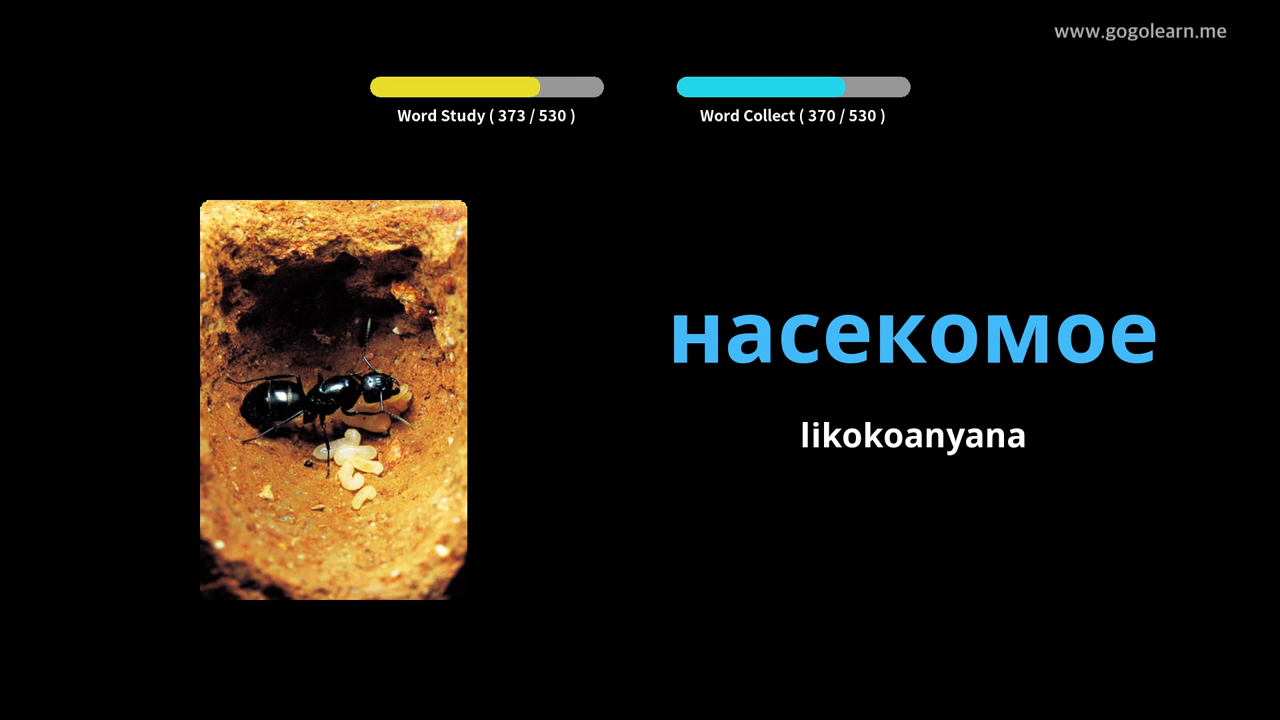 www.gogolearn.me
Word Study ( 373 / 530 )
Word Collect ( 370 / 530 )
насекомое
likokoanyana